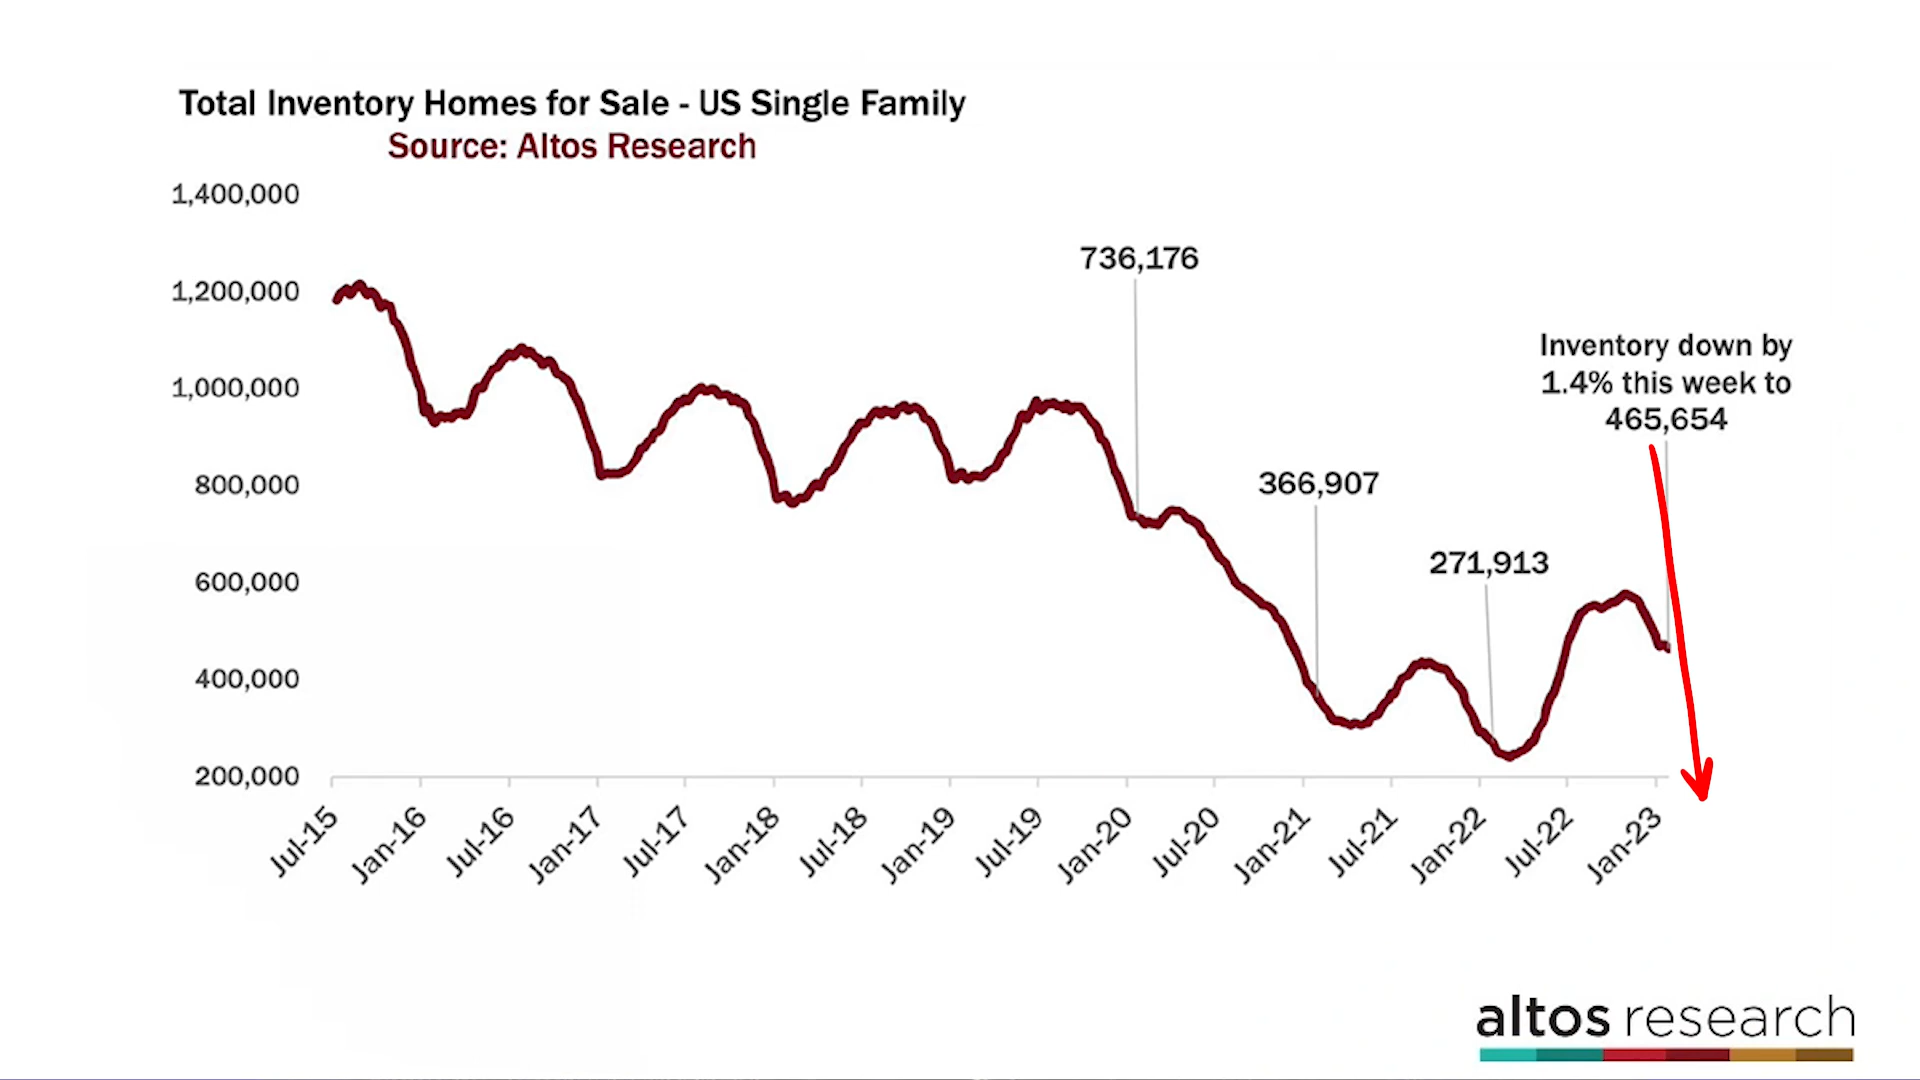 Total Inventory Homes for Sale - US Single Family
Source: Altos Research
1,400,000
1,200,000
1,000,000
800,000
600,000
400,000
200,000
736,176
366,907
271,913
Inventory down by
1.4% this week to
465,654
Jul-15
Jan-16
Jul-16
Jan-17
Jul-17
Jan-18
Jul-18
Jan-19
Jul-19
Jan-20
Jul-20
Jan-21
Jul-21
Jan-22
Jul-22
Jan-23
altos research